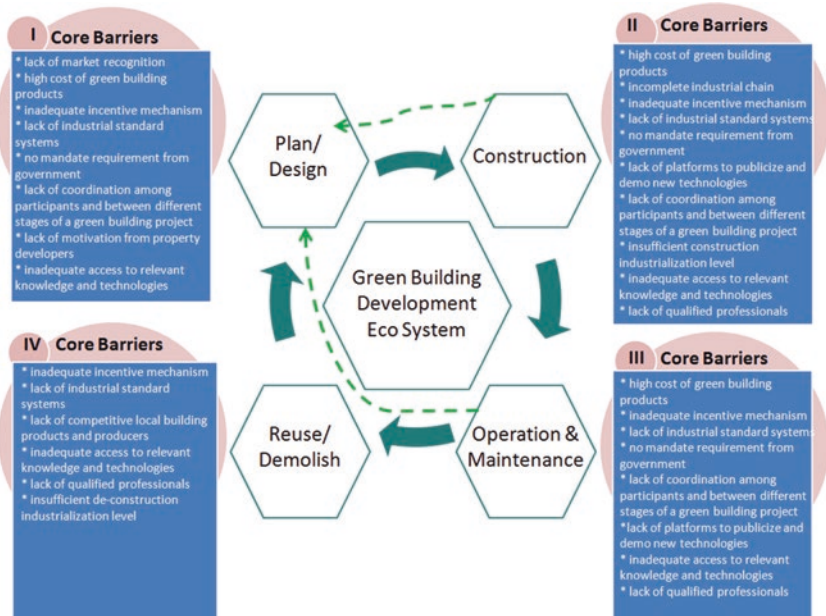 I
Core Barriers
* lack of market recognition
* high cost of green building
products
* inadequate incentive mechanism
* lack of industrial standard
systems
* no mandate requirement from
government
* lack of coordination among
participants and between different
stages of a green building project
* lack of motivation from property
developers
* inadequate access to relevant
knowledge and technologies
II
Core Barriers
* high cost of green building
products
* incomplete industrial chain
* inadequate incentive mechanism
* lack of industrial standard systems
* no mandate requirement from
government
* lack of platforms to publicize and
demo new technologies
* lack of coordination among
participants and between different
stages of a green building project
* insufficient construction
industrialization level
* inadequate access to relevant
knowledge and technologies
* lack of qualified professionals
Plan/
Design
Construction
Green Building
Development
Eco System
Reuse/
Demolish
Operation &
Maintenance
IV
Core Barriers
* inadequate incentive mechanism
* lack of industrial standard
systems
* lack of competitive local building
products and producers
* inadequate access to relevant
knowledge and technologies
* lack of qualified professionals
* insufficient de-construction
industrialization level
III
Core Barriers
* high cost of green building
products
* inadequate incentive mechanism
* lack of industrial standard systems
* no mandate requirement from
government
* lack of coordination among
participants and between different
stages of a green building project
*lack of platforms to publicize and
demo new technologies
* inadequate access to relevant
knowledge and technologies
* lack of qualified professionals